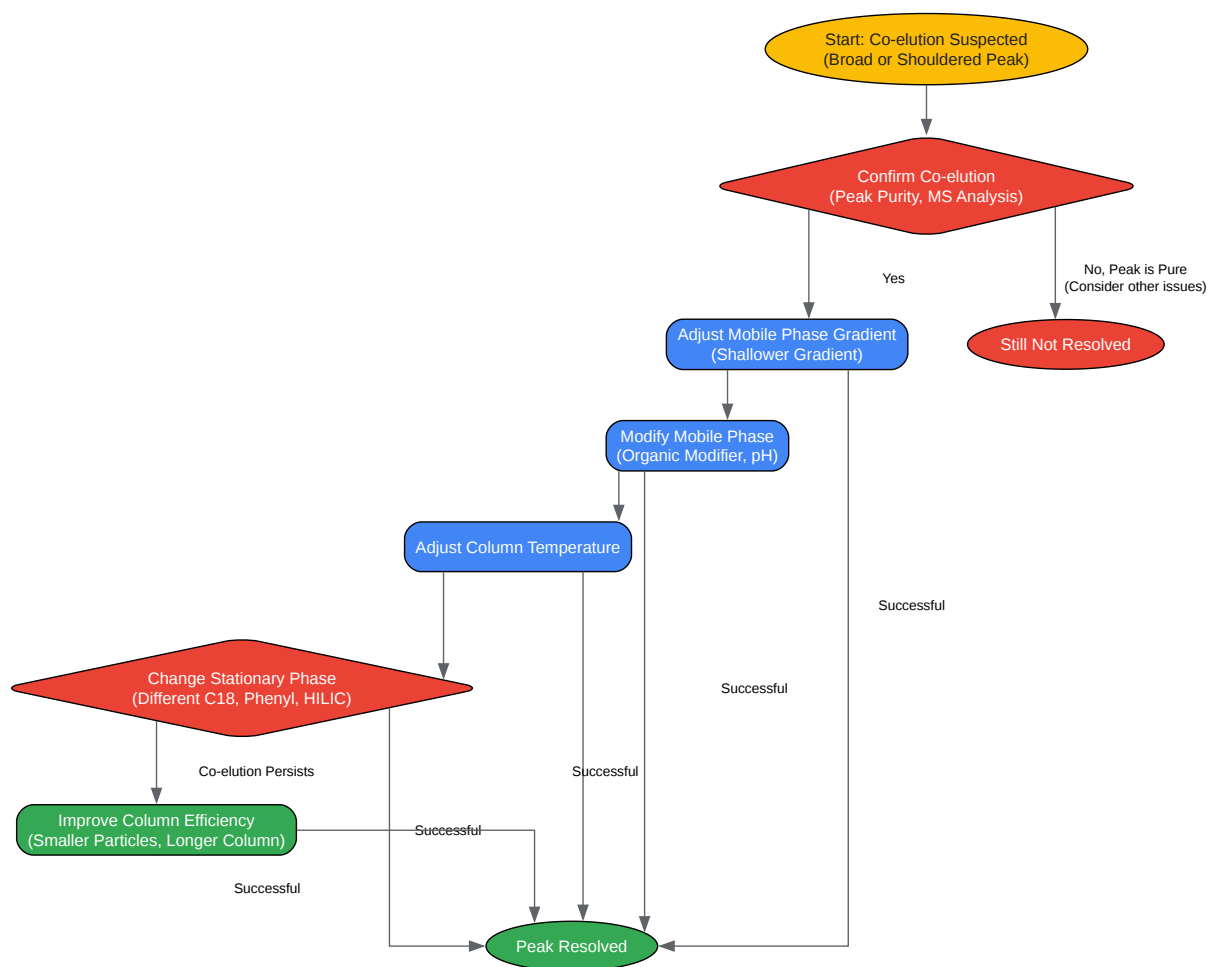 Start: Co-elution Suspected
(Broad or Shouldered Peak)
Confirm Co-elution
(Peak Purity, MS Analysis)
Yes
No, Peak is Pure
(Consider other issues)
Adjust Mobile Phase Gradient
(Shallower Gradient)
Still Not Resolved
Modify Mobile Phase
(Organic Modifier, pH)
Adjust Column Temperature
Successful
Change Stationary Phase
(Different C18, Phenyl, HILIC)
Successful
Co-elution Persists
Successful
Improve Column Efficiency
(Smaller Particles, Longer Column)
Successful
Successful
Peak Resolved